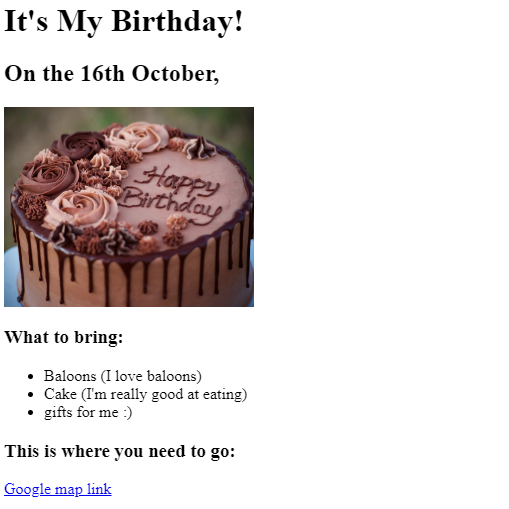 It's My Birthday!
On the 16th October,
Happy
Birthday
What to bring:
Baloons (I love baloons)
Cake (I'm really good at eating)
gifts for me :)
This is where you need to go:
Google map link